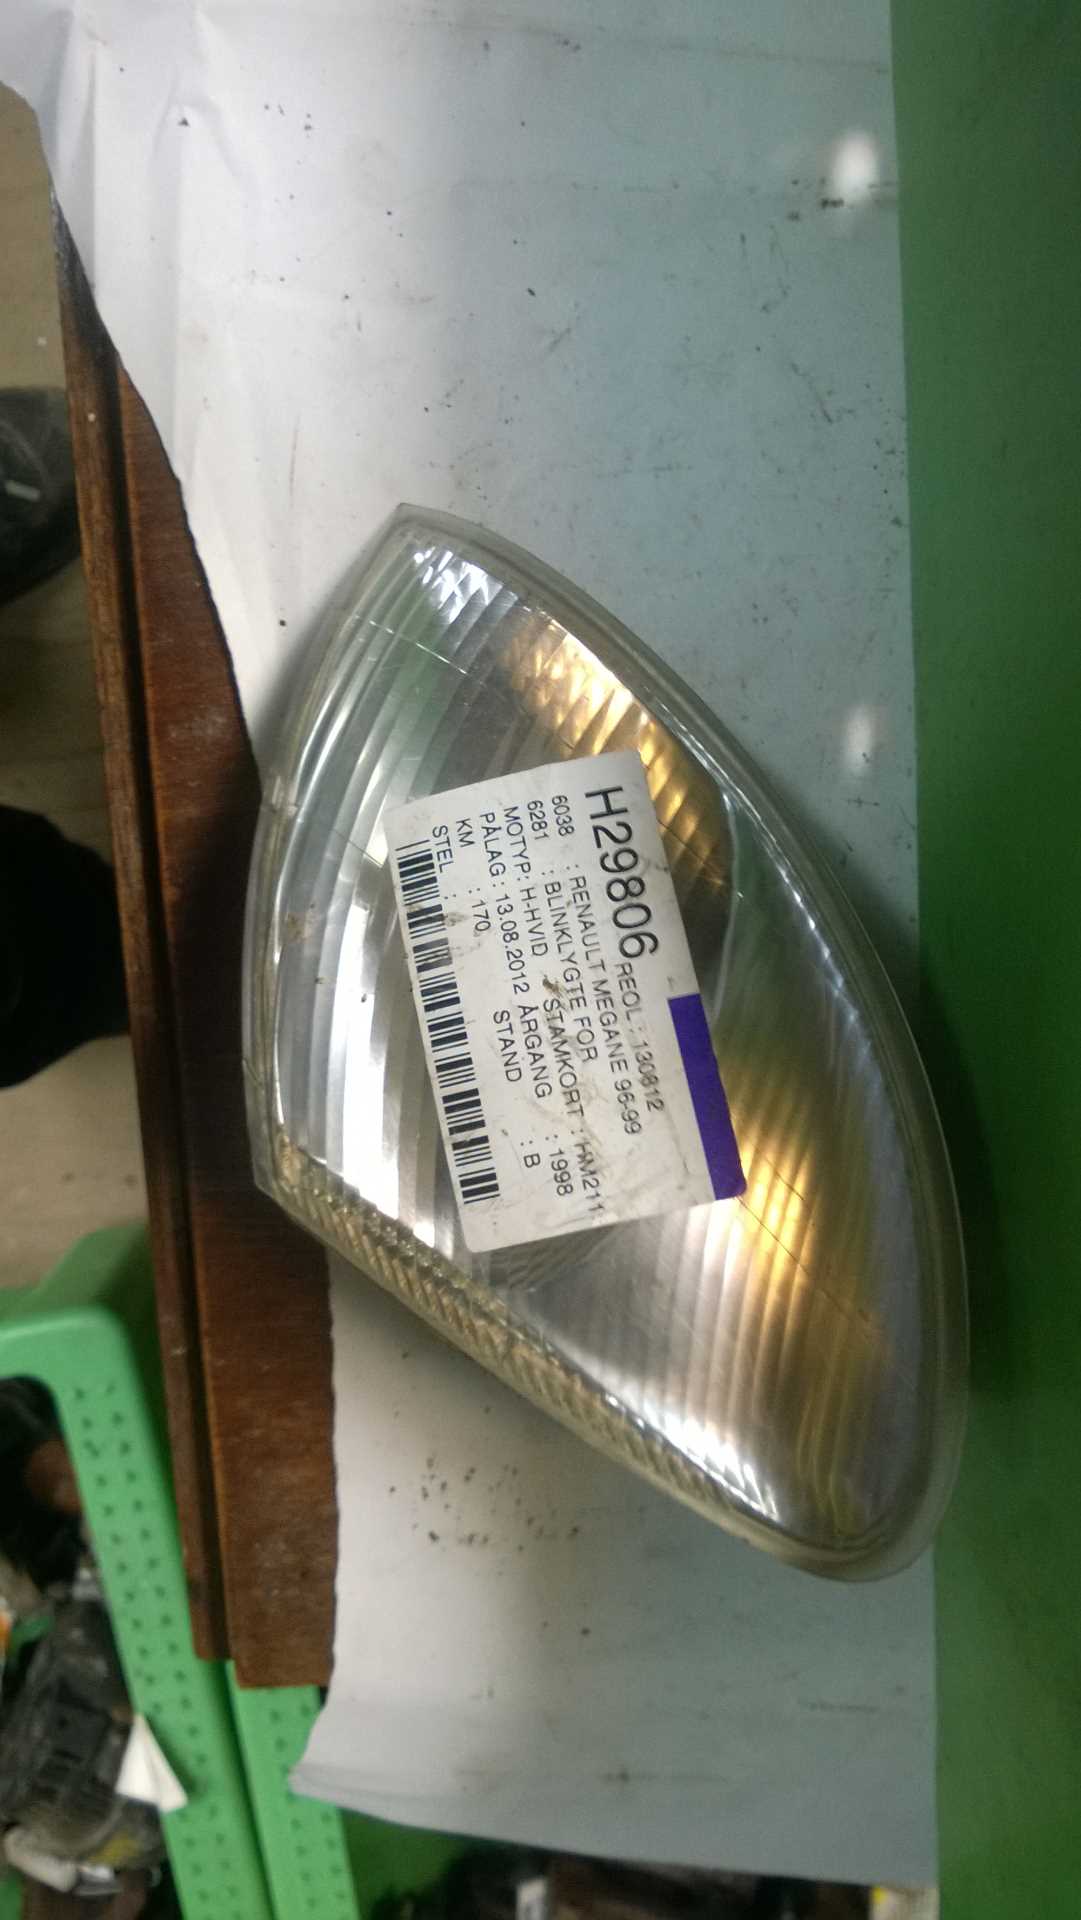 H29806 REOL : 130812
6038 : RENAULT MEGANE 96-99
6281 : BLINKLYGTE FOR
MOTYP: H-HVID STAMKORT : HM211
PÅLAG : 13.08.2012 ÅRGANG : 1998
KM : 170 STAND : B
STEL :